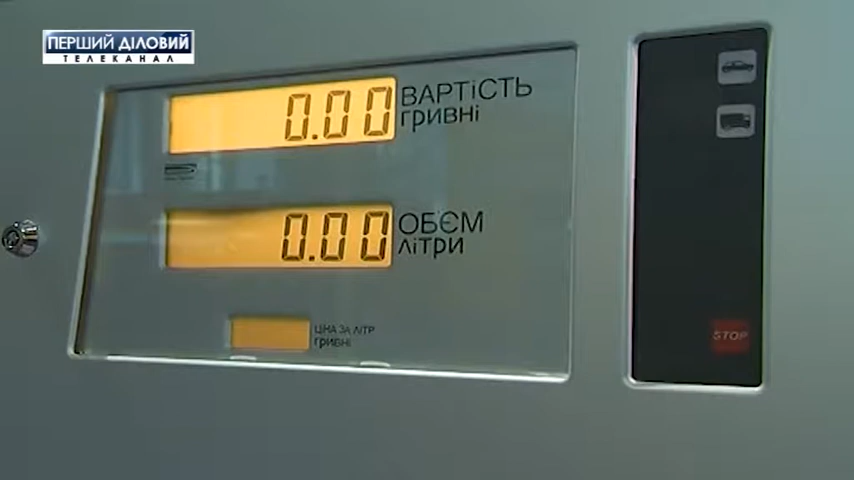 ПЕРШИЙ ДІЛОВИЙ
ТЕЛЕКАНАЛ
0.00 ВАРТіСТЬ
гривні
0.00 ОБЄМ
літри
ЦІНА ЗА ЛІТР
гривні
STOP